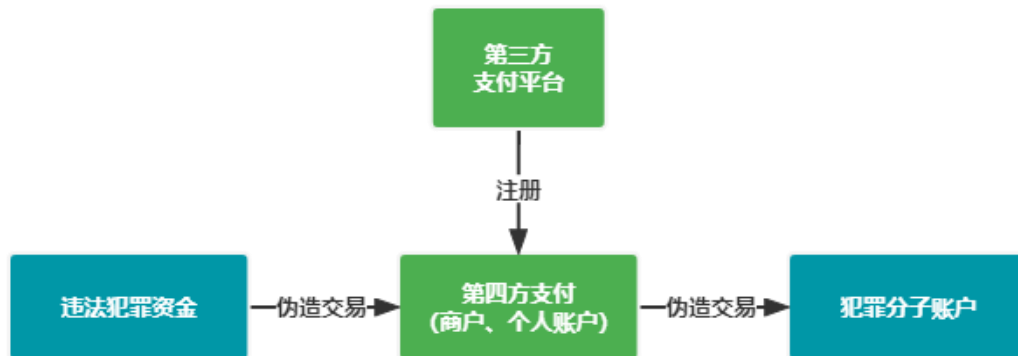 第三方
支付平台
注册
违法犯罪资金
伪造交易
第四方支付
(商户、个人账户)
伪造交易
犯罪分子账户